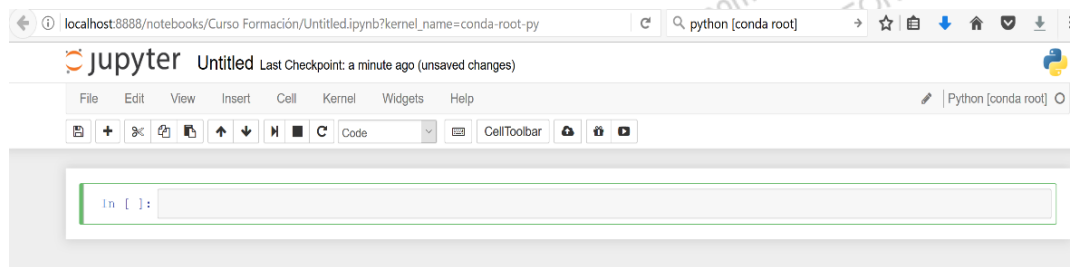 localhost:8888/notebooks/Curso Formación/Untitled.ipynb?kernel_name=conda-root-py python [conda root]
jupyter Untitled Last Checkpoint: a minute ago (unsaved changes)
File Edit View Insert Cell Kernel Widgets Help Python [conda root]
Code CellToolbar
In [ ]: